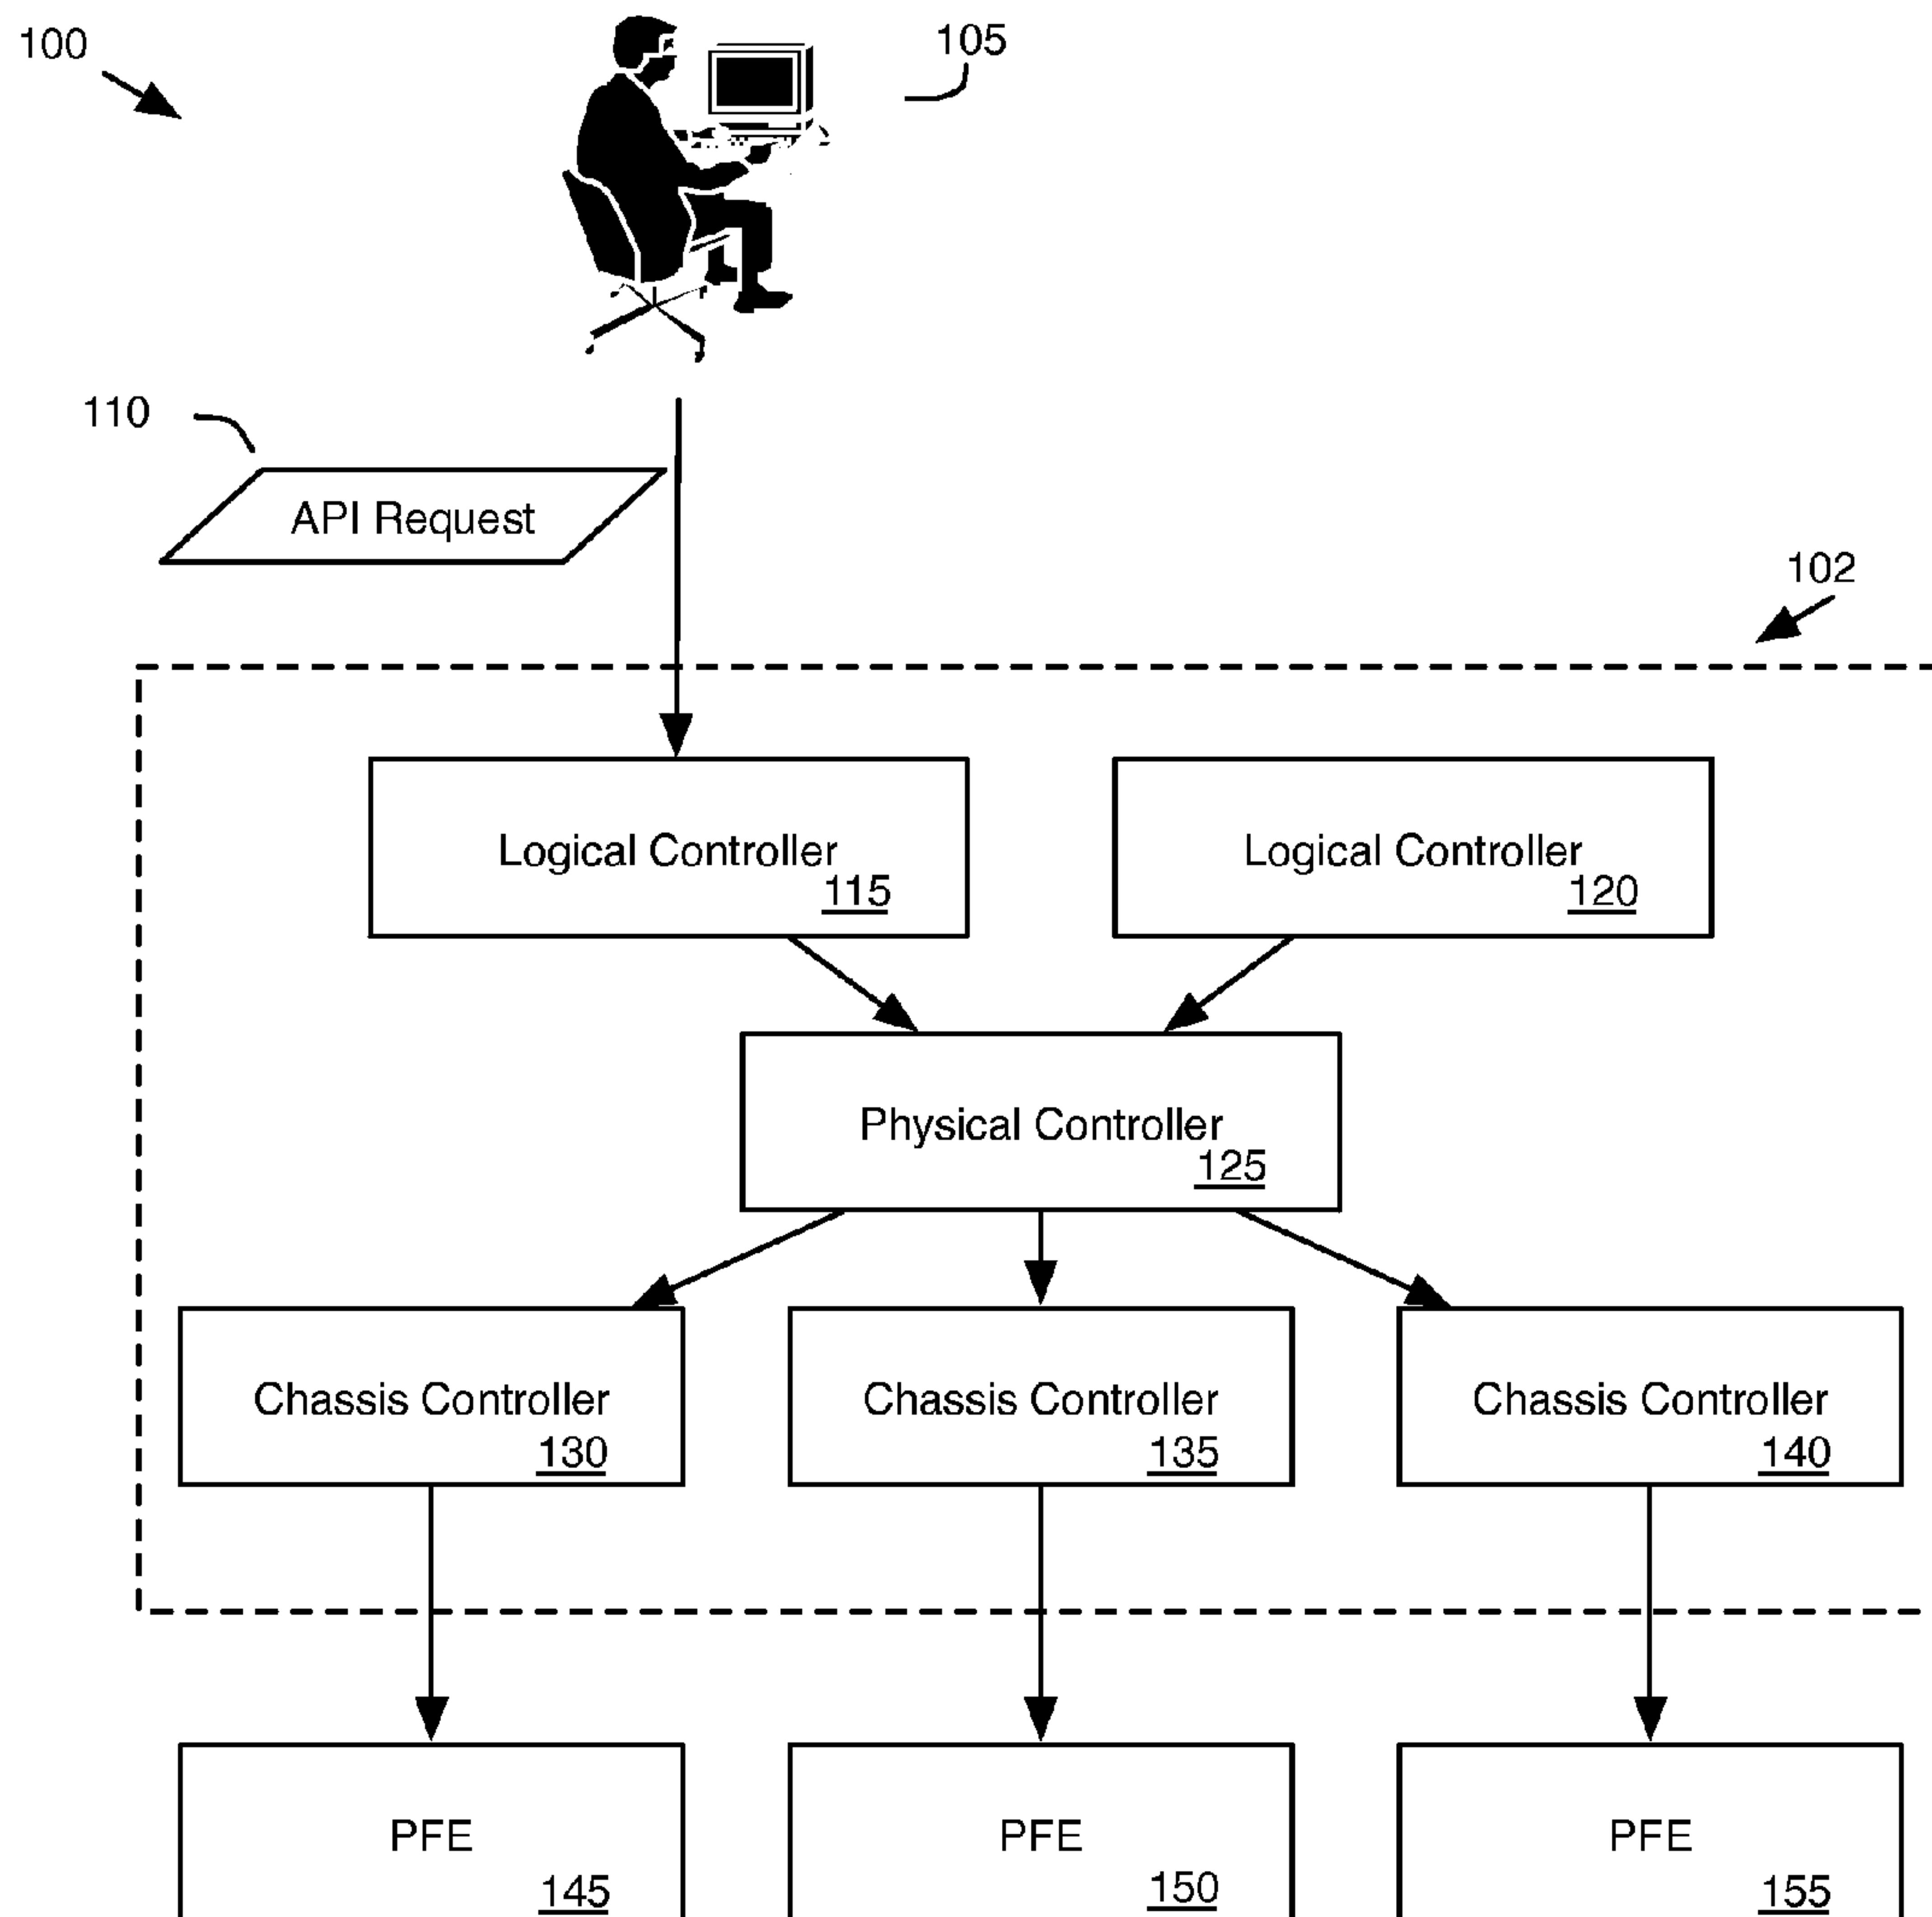 100
105
110
API Request
102
Logical Controller
115
Logical Controller
120
Physical Controller
125
Chassis Controller
130
Chassis Controller
135
Chassis Controller
140
PFE
145
PFE
150
PFE
155